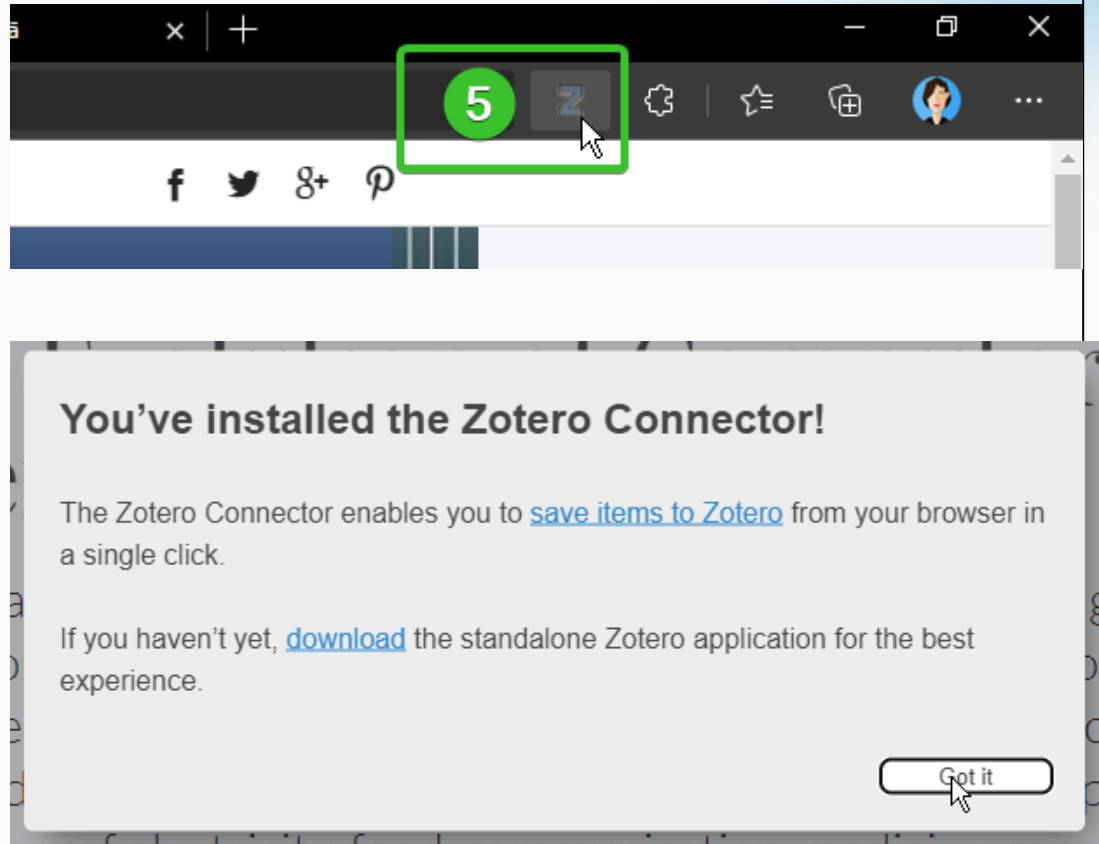 ā
5
Z
f 8+
You've installed the Zotero Connector!
The Zotero Connector enables you to save items to Zotero from your browser in
a single click.
If you haven't yet, download the standalone Zotero application for the best
experience.
Got it